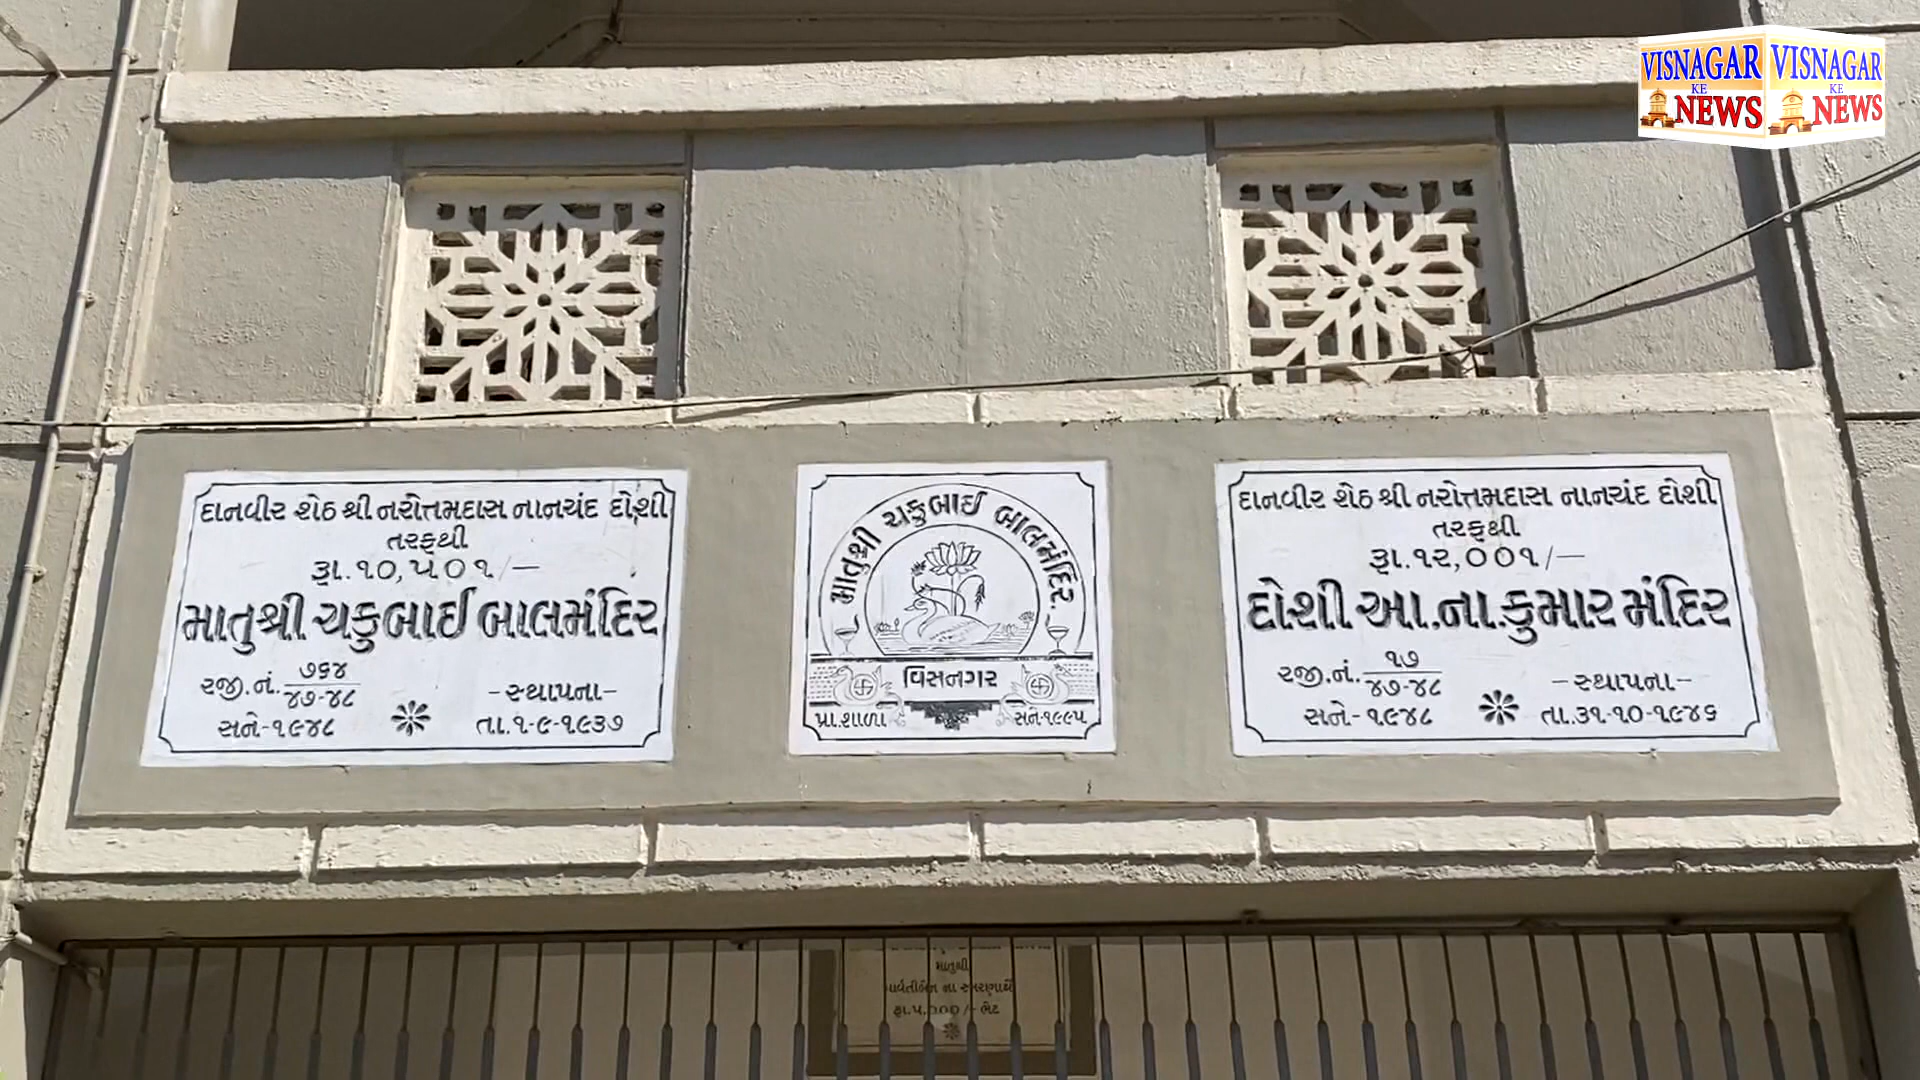 VISNAGAR
KE
NEWS
VISNAGAR
KE
NEWS
દાનવીર શેઠ શ્રી નરોત્તમદાસ નાનચંદ દોશી
તરફથી
રૂા.૧૦,૫૦૧/-
માતુશ્રી ચકુબાઈ બાલમંદિર
રજી.નં. ૭૬૪
૪૭-૪૮
સને-૧૯૪૮
-સ્થાપના-
તા.૧-૯-૧૯૩૭
માતુશ્રી ચકુબાઈ બાલમંદિર.
વિસનગર
પ્રા.શાળા
સને-૧૯૯૫
દાનવીર શેઠ શ્રી નરોત્તમદાસ નાનચંદ દોશી
તરફથી
રૂા.૧૨,૦૦૧/-
દોશી આ.ના.કુમાર મંદિર
રજી.નં. ૧૭
૪૭-૪૮
સને-૧૯૪૮
-સ્થાપના-
તા.૩૧-૧૦-૧૯૪૬
માતુશ્રી
ના સ્મરણાર્થે
ભેટ